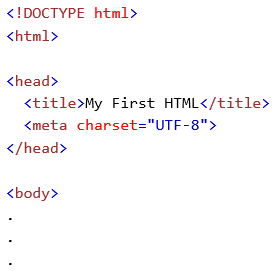 <!DOCTYPE html>
<html>
<head>
<title>My First HTML</title>
<meta charset="UTF-8">
</head>
<body>
.
.
.